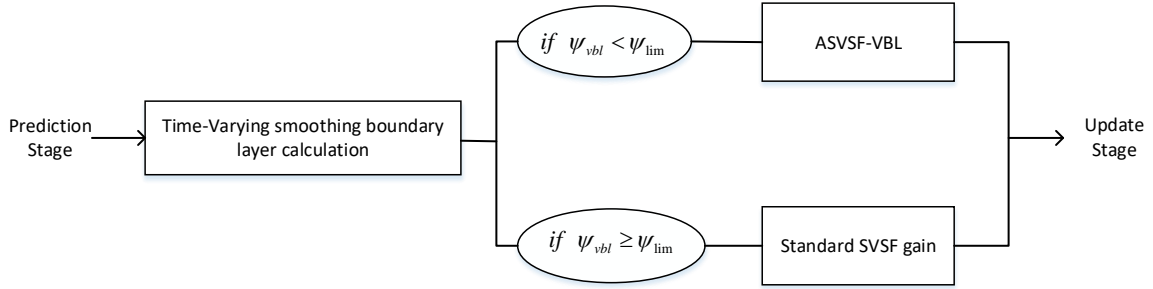 Prediction
Stage
Time-Varying smoothing boundary
layer calculation
if ψvbl < ψlim
ASVSF-VBL
if ψvbl ≥ ψlim
Standard SVSF gain
Update
Stage